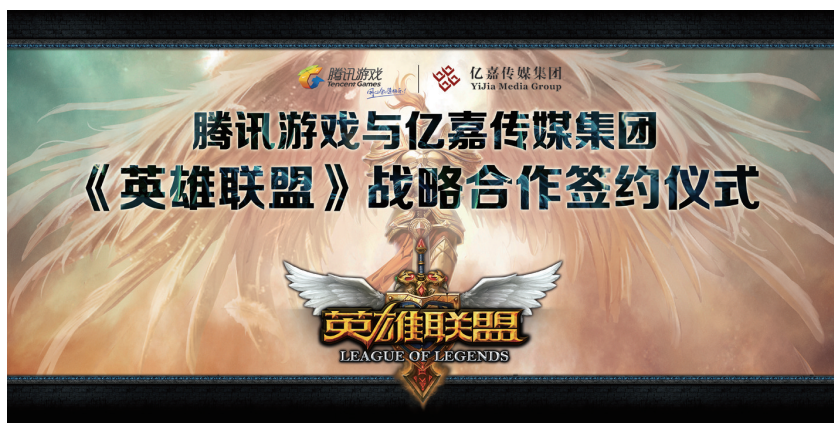 腾讯游戏 亿嘉传媒集团
Tencent Games YiJia Media Group
腾讯游戏与亿嘉传媒集团
《英雄联盟》战略合作签约仪式
英雄联盟
LEAGUE OF LEGENDS